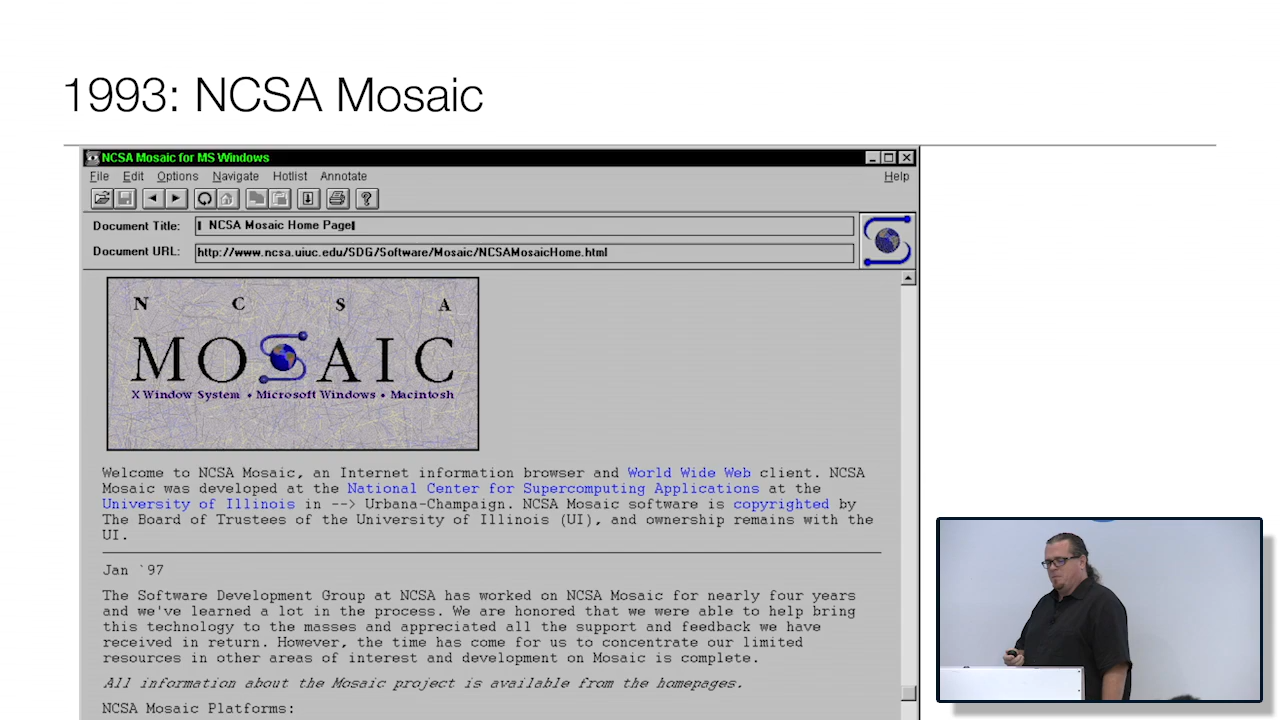 1993: NCSA Mosaic
NCSA Mosaic for MS Windows
File Edit Options Navigate Hotlist Annotate Help
Document Title: NCSA Mosaic Home Page
Document URL: http://www.ncsa.uiuc.edu/SDG/Software/Mosaic/NCSAMosaicHome.html
N C S A
MOSAIC
X Window System • Microsoft Windows • Macintosh
Welcome to NCSA Mosaic, an Internet information browser and World Wide Web client. NCSA
Mosaic was developed at the National Center for Supercomputing Applications at the
University of Illinois in --> Urbana-Champaign. NCSA Mosaic software is copyrighted by
The Board of Trustees of the University of Illinois (UI), and ownership remains with the
UI.
Jan `97
The Software Development Group at NCSA has worked on NCSA Mosaic for nearly four years
and we've learned a lot in the process. We are honored that we were able to help bring
this technology to the masses and appreciated all the support and feedback we have
received in return. However, the time has come for us to concentrate our limited
resources in other areas of interest and development on Mosaic is complete.
All information about the Mosaic project is available from the homepages.
NCSA Mosaic Platforms: